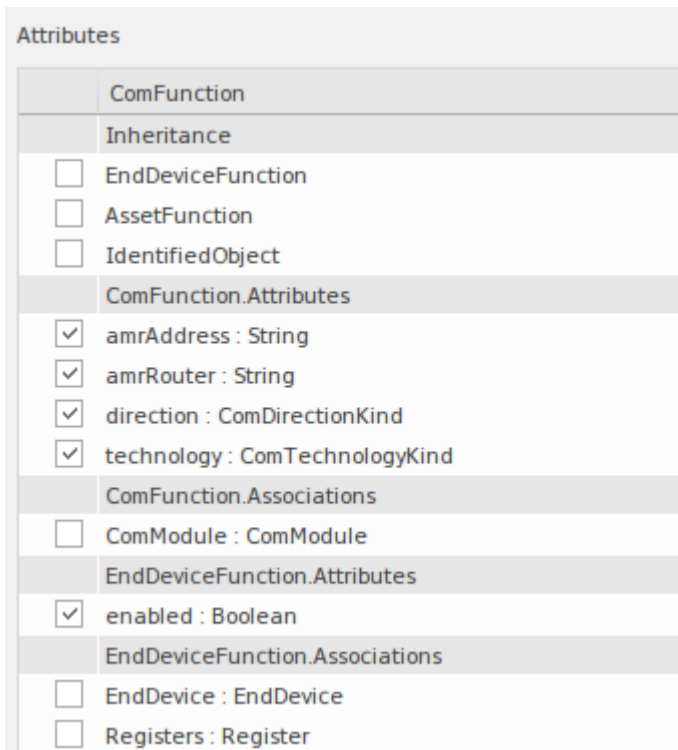 Attributes
ComFunction
Inheritance
EndDeviceFunction
AssetFunction
IdentifiedObject
ComFunction.Attributes
amrAddress : String
amrRouter : String
direction : ComDirectionKind
technology : ComTechnologyKind
ComFunction.Associations
ComModule : ComModule
EndDeviceFunction.Attributes
enabled : Boolean
EndDeviceFunction.Associations
EndDevice : EndDevice
Registers : Register